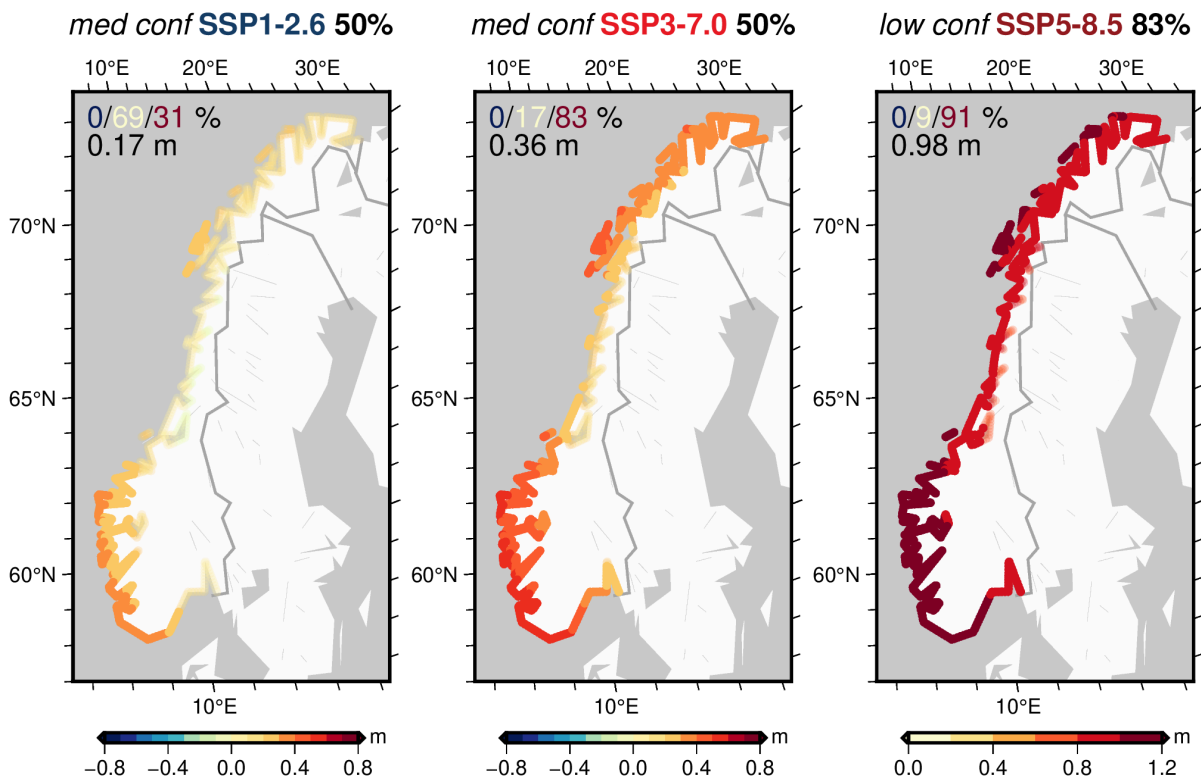 med conf SSP1-2.6 50%
10°E 20°E 30°E
0/69/31 %
0.17 m
70°N
65°N
60°N
10°E
−0.8 −0.4 0.0 0.4 0.8 m
med conf SSP3-7.0 50%
10°E 20°E 30°E
0/17/83 %
0.36 m
70°N
65°N
60°N
10°E
−0.8 −0.4 0.0 0.4 0.8 m
low conf SSP5-8.5 83%
10°E 20°E 30°E
0/9/91 %
0.98 m
70°N
65°N
60°N
10°E
0.0 0.4 0.8 1.2 m